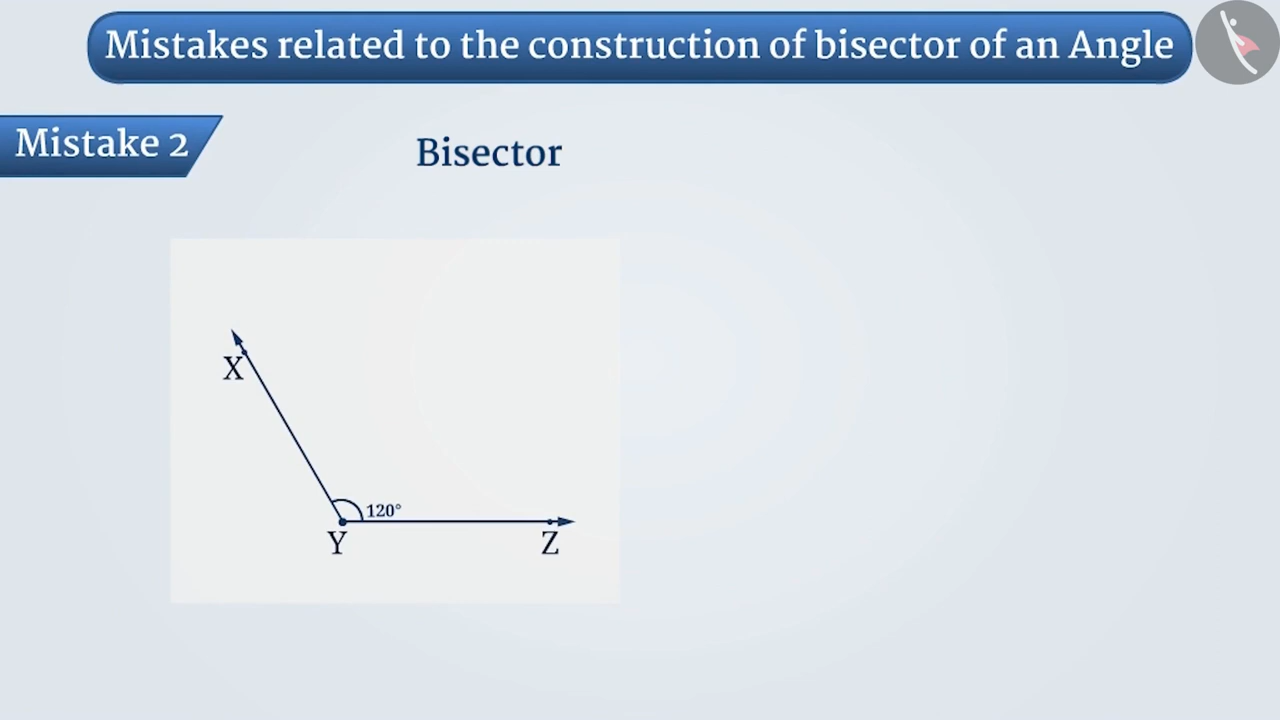 Mistakes related to the construction of bisector of an Angle
Mistake 2
Bisector
X
120°
Y
Z